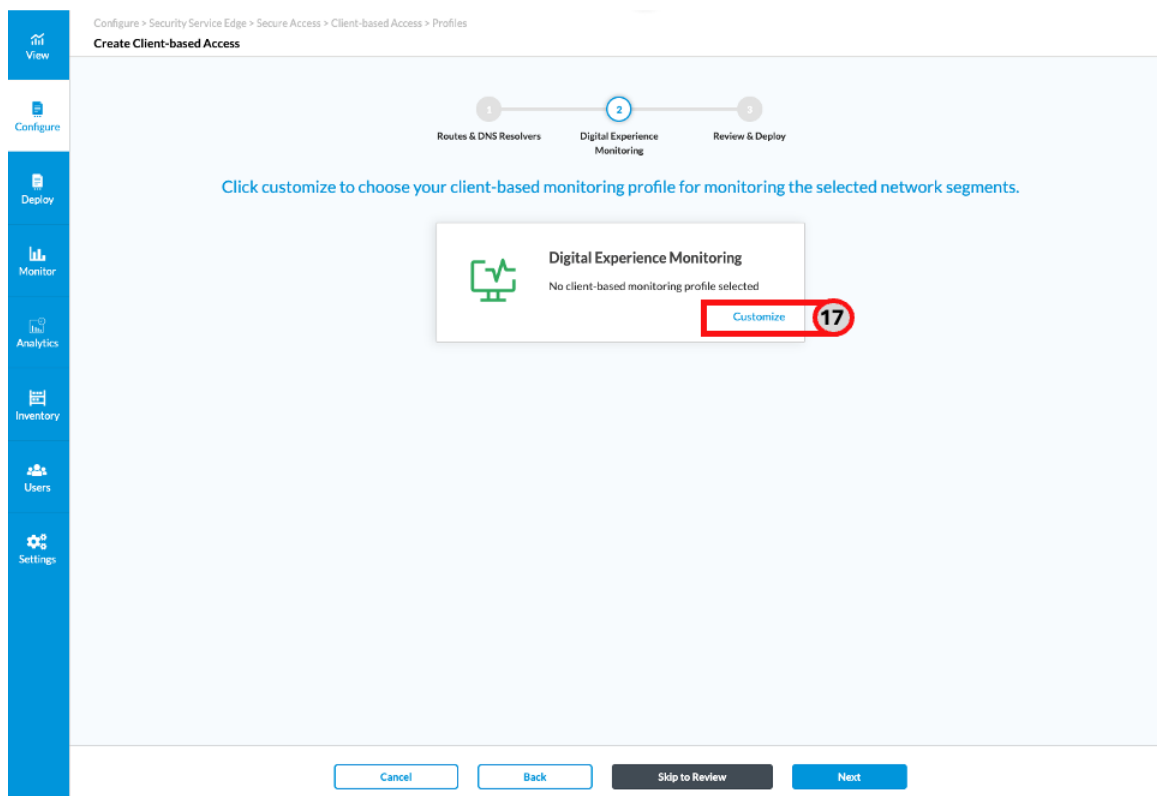 Configure > Security Service Edge > Secure Access > Client-based Access > Profiles
Create Client-based Access
View
Configure
Deploy
Monitor
Analytics
Inventory
Users
Settings
1
2
3
Routes & DNS Resolvers
Digital Experience
Monitoring
Review & Deploy
Click customize to choose your client-based monitoring profile for monitoring the selected network segments.
Digital Experience Monitoring
No client-based monitoring profile selected
Customize
17
Cancel
Back
Skip to Review
Next